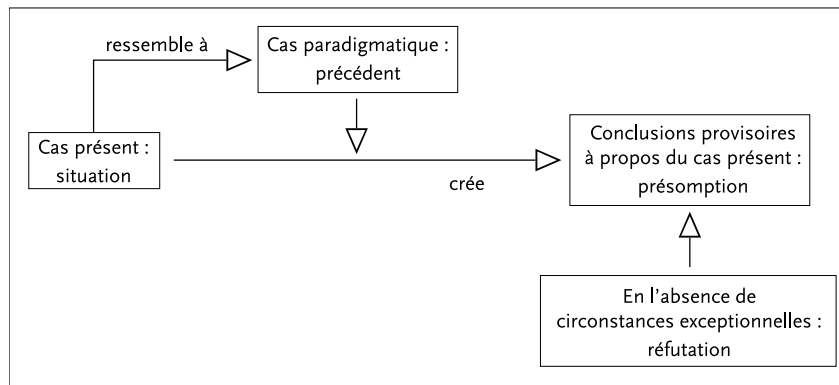 ressemble à
Cas paradigmatique :
précédent
Cas présent :
situation
crée
Conclusions provisoires
à propos du cas présent :
présomption
En l’absence de
circonstances exceptionnelles :
réfutation